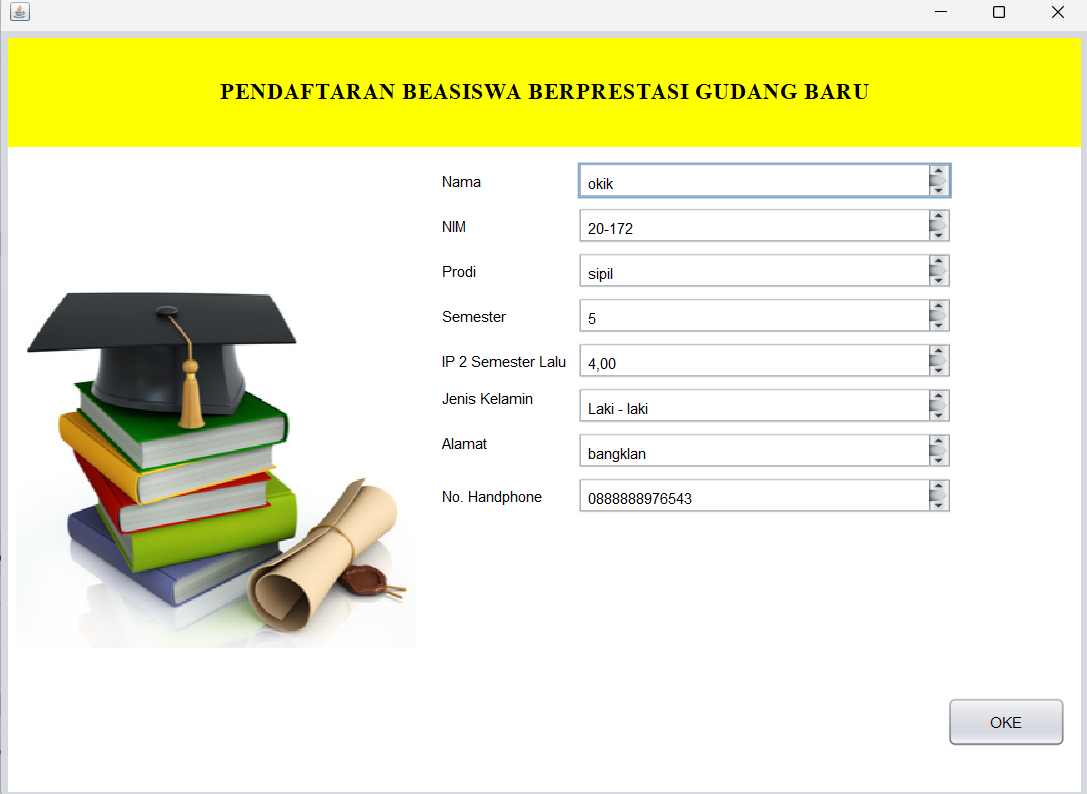 PENDAFTARAN BEASISWA BERPRESTASI GUDANG BARU
Nama okik
NIM 20-172
Prodi sipil
Semester 5
IP 2 Semester Lalu 4,00
Jenis Kelamin Laki - laki
Alamat bangklan
No. Handphone 0888888976543
OKE